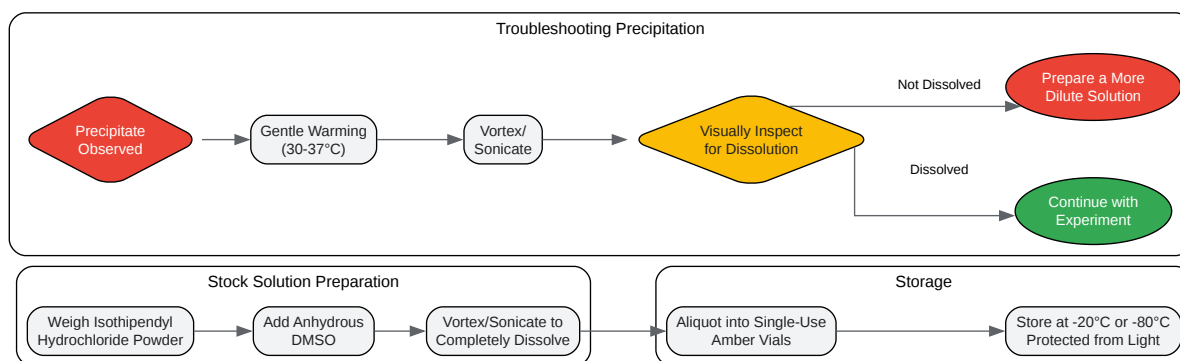 Troubleshooting Precipitation
Precipitate
Observed
Gentle Warming
(30-37°C)
Vortex/
Sonicate
Visually Inspect
for Dissolution
Not Dissolved
Prepare a More
Dilute Solution
Dissolved
Continue with
Experiment
Stock Solution Preparation
Weigh Isothipendyl
Hydrochloride Powder
Add Anhydrous
DMSO
Vortex/Sonicate to
Completely Dissolve
Storage
Aliquot into Single-Use
Amber Vials
Store at -20°C or -80°C
Protected from Light